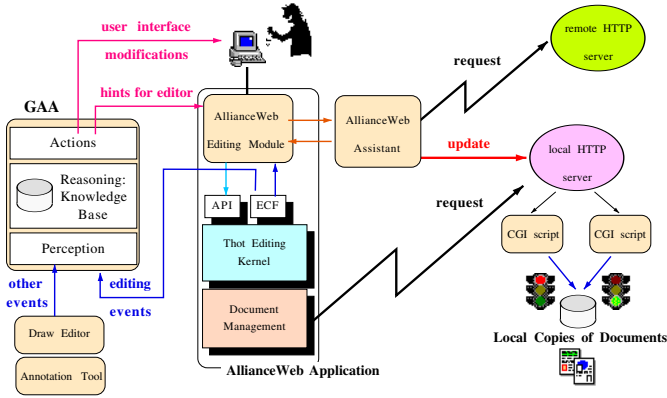 user interface
modifications
hints for editor
GAA
Actions
Reasoning:
Knowledge
Base
Perception
other
events
editing
events
Draw Editor
Annotation Tool
AllianceWeb
Editing Module
API
ECF
Thot Editing
Kernel
Document
Management
AllianceWeb Application
AllianceWeb
Assistant
request
update
request
remote HTTP
server
local HTTP
server
CGI script
CGI script
Local Copies of Documents